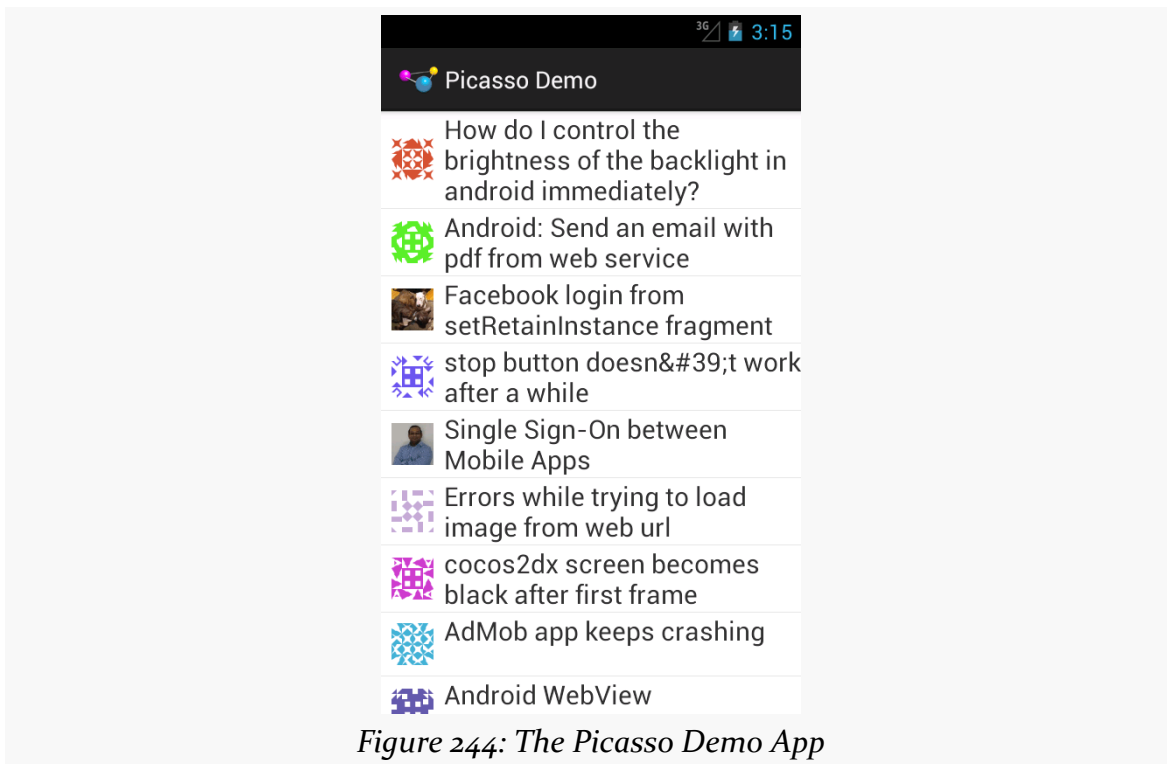 3G 3:15
Picasso Demo
How do I control the
brightness of the backlight in
android immediately?
Android: Send an email with
pdf from web service
Facebook login from
setRetainInstance fragment
stop button doesn&#39;t work
after a while
Single Sign-On between
Mobile Apps
Errors while trying to load
image from web url
cocos2dx screen becomes
black after first frame
AdMob app keeps crashing
Android WebView
Figure 244: The Picasso Demo App